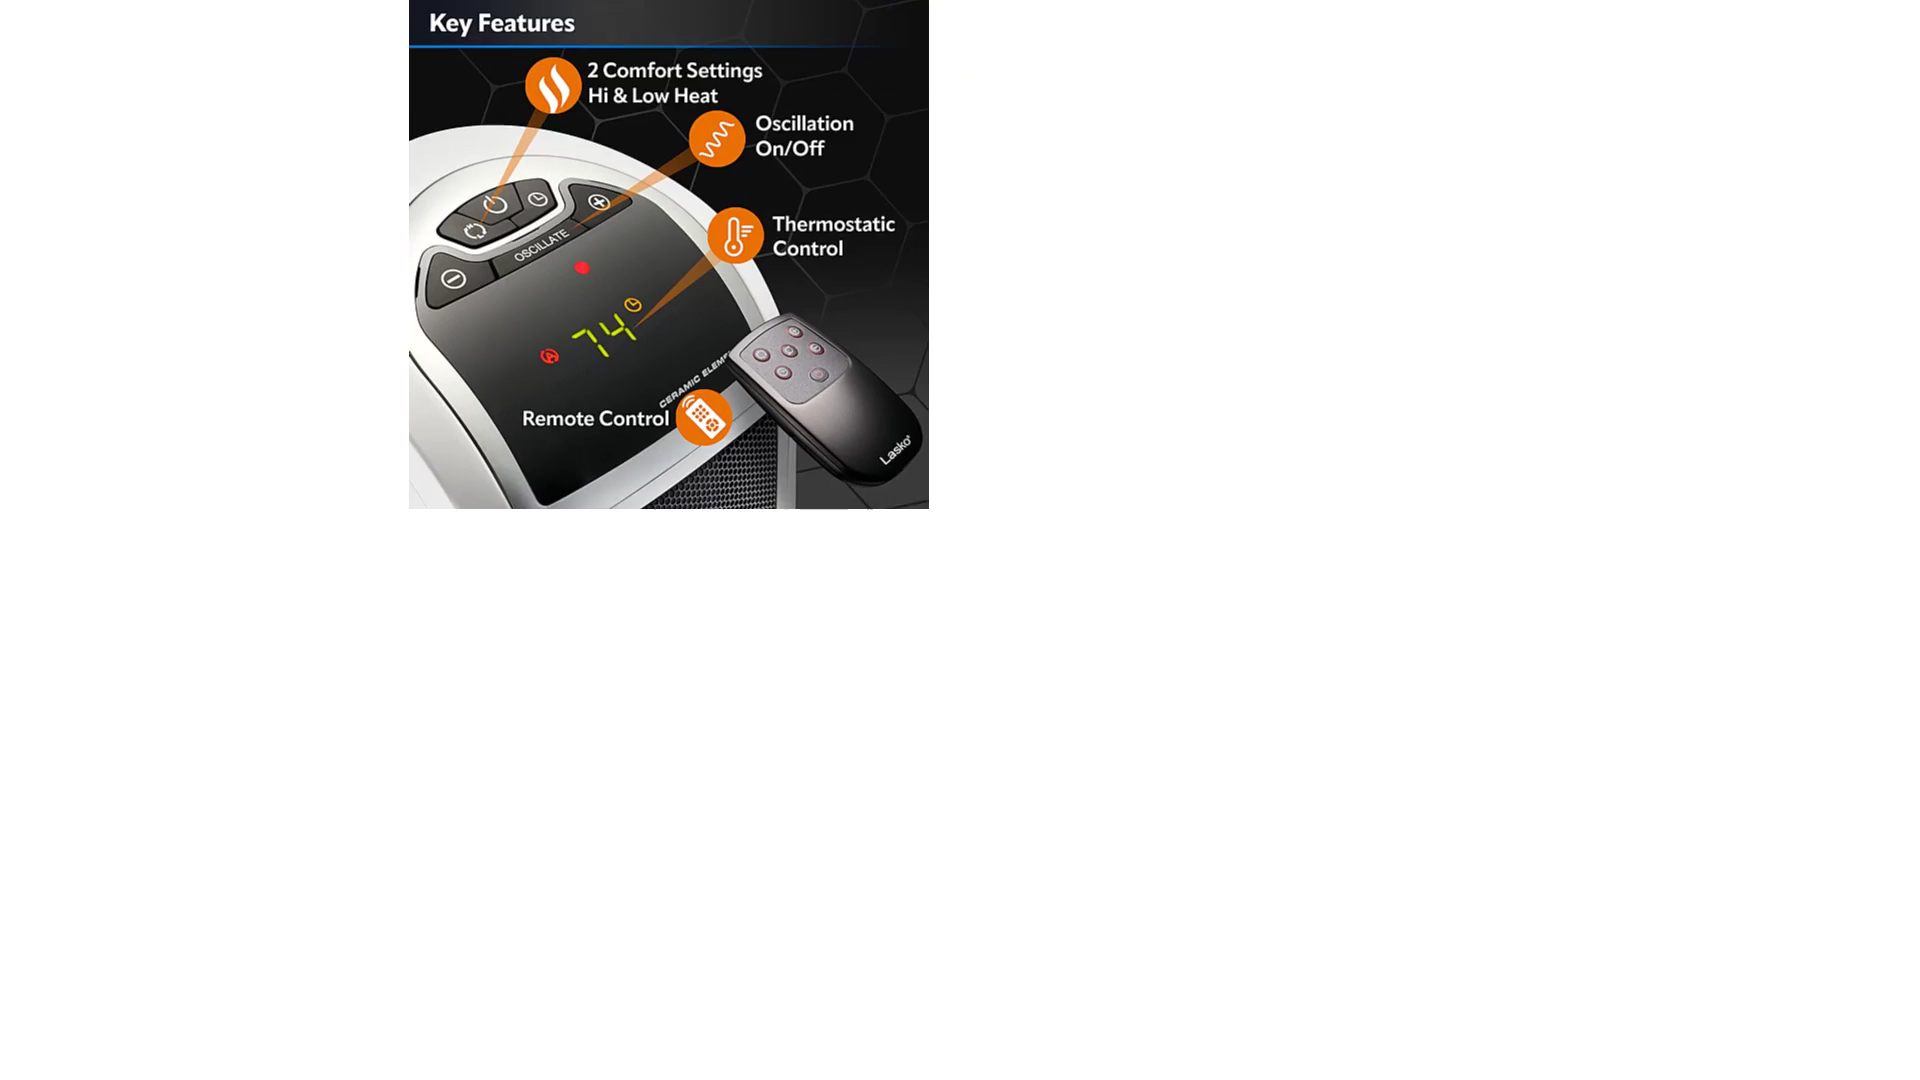 Key Features
2 Comfort Settings
Hi & Low Heat
Oscillation
On/Off
Thermostatic
Control
OSCILLATE
74
CERAMIC
Remote Control
Lasko